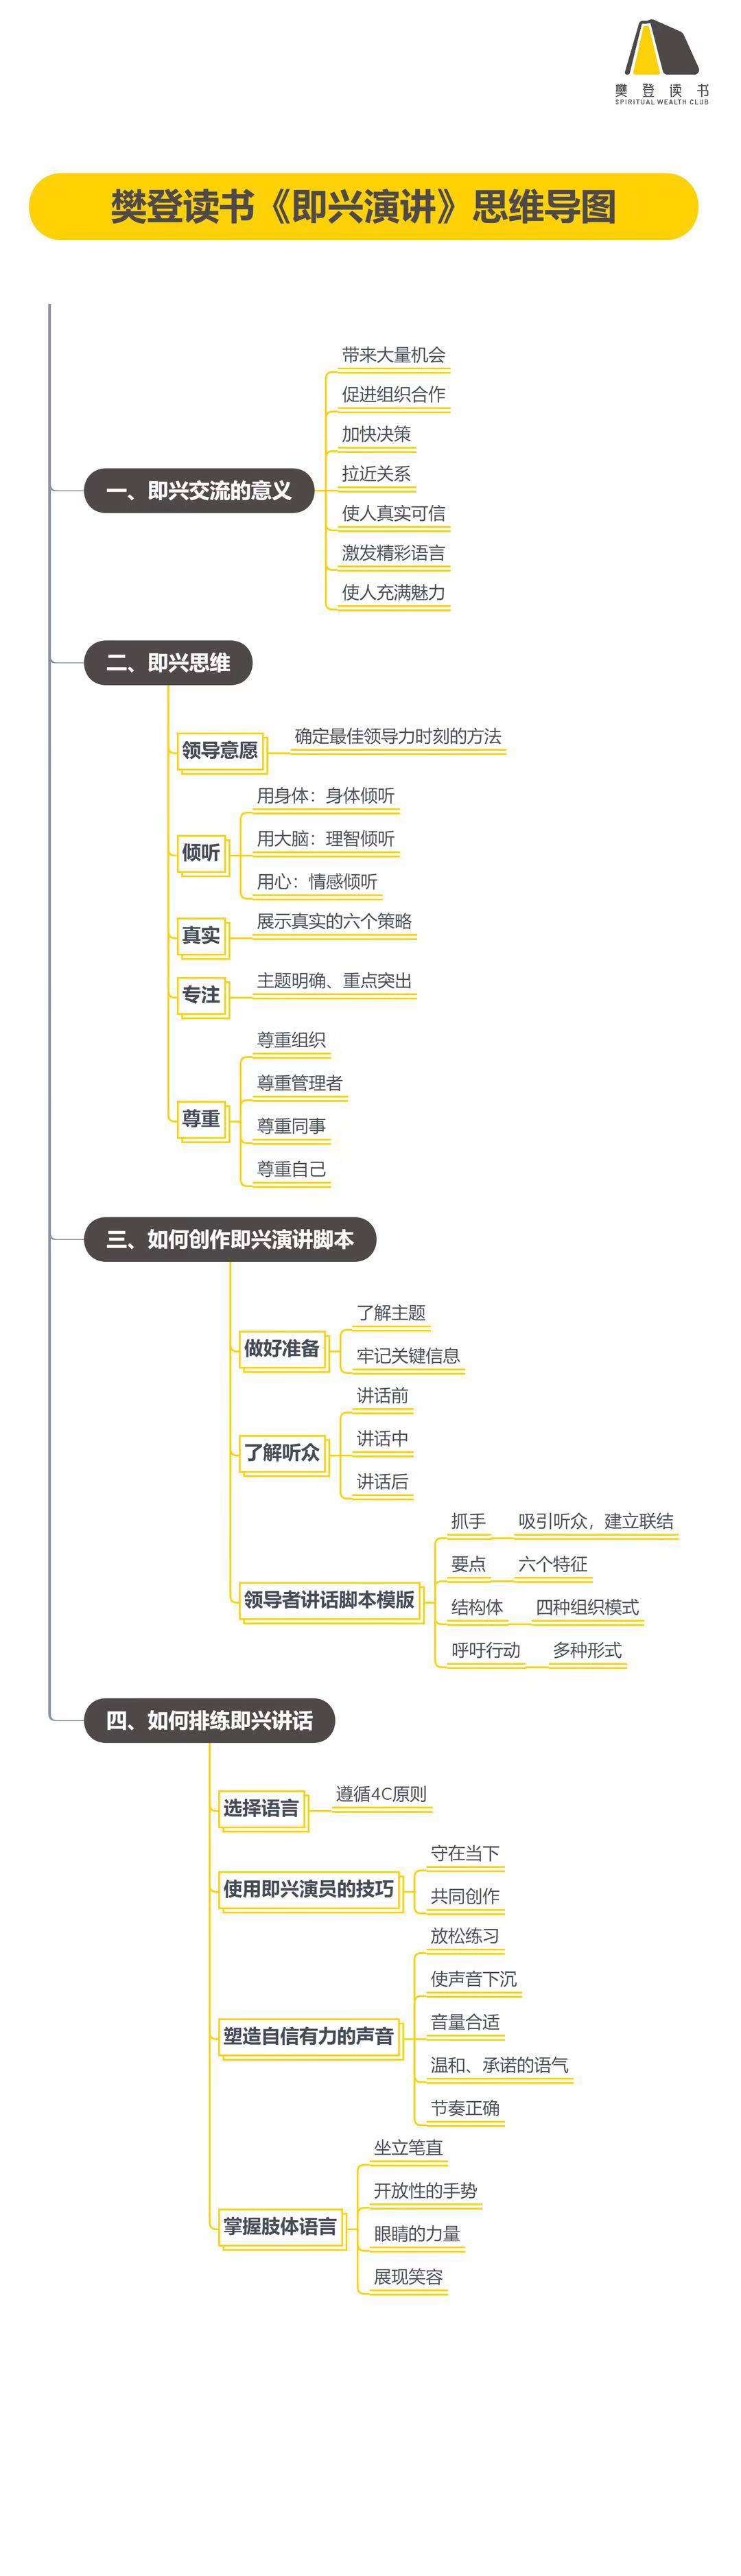 樊登读书
SPIRITUAL WEALTH CLUB
樊登读书《即兴演讲》思维导图
一、即兴交流的意义
带来大量机会
促进组织合作
加快决策
拉近关系
使人真实可信
激发精彩语言
使人充满魅力
二、即兴思维
领导意愿
确定最佳领导力时刻的方法
倾听
用身体：身体倾听
用大脑：理智倾听
用心：情感倾听
真实
展示真实的六个策略
专注
主题明确、重点突出
尊重
尊重组织
尊重管理者
尊重同事
尊重自己
三、如何创作即兴演讲脚本
做好准备
了解主题
牢记关键信息
了解听众
讲话前
讲话中
讲话后
领导者讲话脚本模版
抓手
吸引听众，建立联结
要点
六个特征
结构体
四种组织模式
呼吁行动
多种形式
四、如何排练即兴讲话
选择语言
遵循4C原则
使用即兴演员的技巧
守在当下
共同创作
塑造自信有力的声音
放松练习
使声音下沉
音量合适
温和、承诺的语气
节奏正确
掌握肢体语言
坐立笔直
开放性的手势
眼睛的力量
展现笑容